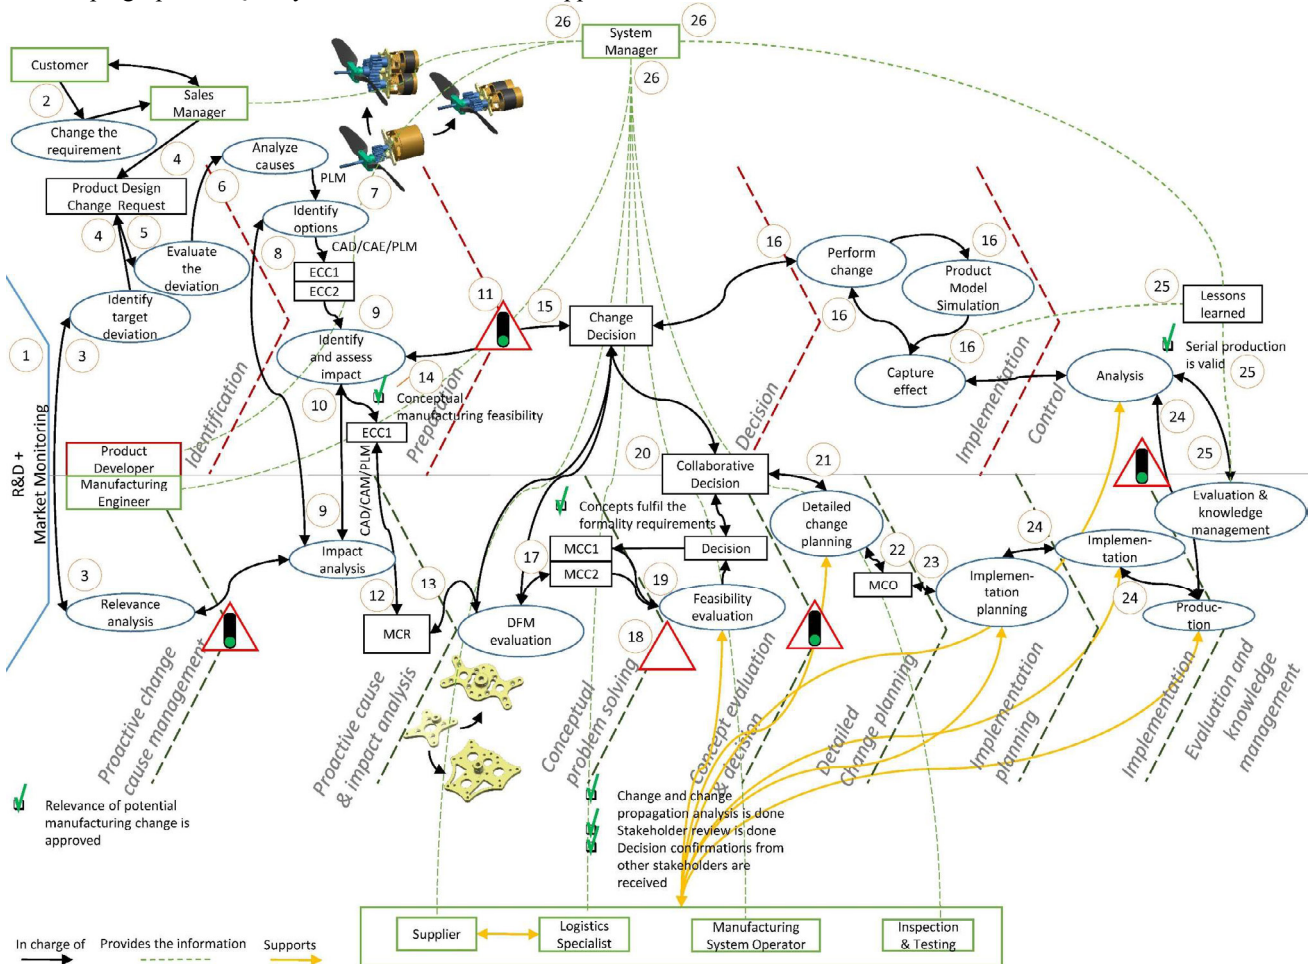 26
26
System
Manager
26
Customer
2
Sales
Manager
Change the
requirement
4
Analyze
causes
PLM
6
7
Product Design
Change Request
4
5
Evaluate
the
deviation
Identify
options
8
CAD/CAE/PLM
ECC1
ECC2
16
Perform
change
16
Product
Model
Simulation
Identify
target
deviation
1
3
9
Identify
and assess
impact
11
15
Change
Decision
16
16
Capture
effect
25
Lessons
learned
Serial production
is valid
25
Analysis
14
Conceptual
manufacturing feasibility
10
ECC1
24
Identification
Preparation
Decision
Implementation
Control
R&D +
Market Monitoring
Product
Developer
Manufacturing
Engineer
CAD/CAM/PLM
9
20
Collaborative
Decision
21
25
Concepts fulfil the
formality requirements
Detailed
change
planning
Evaluation &
knowledge
management
Impact
analysis
17
MCC1
MCC2
Decision
24
Implemen-
tation
3
Relevance
analysis
12
13
MCR
DFM
evaluation
19
Feasibility
evaluation
22
23
MCO
Implemen-
tation
planning
24
Produc-
tion
18
Proactive change
cause management
Proactive cause
& impact analysis
Conceptual
problem solving
Concept evaluation
& decision
Detailed
Change planning
Implementation
planning
Implementation
Evaluation and
knowledge
management
Relevance of potential
manufacturing change is
approved
Change and change
propagation analysis is done
Stakeholder review is done
Decision confirmations from
other stakeholders are
received
Supplier
Logistics
Specialist
Manufacturing
System Operator
Inspection
& Testing
In charge of
Provides the information
Supports